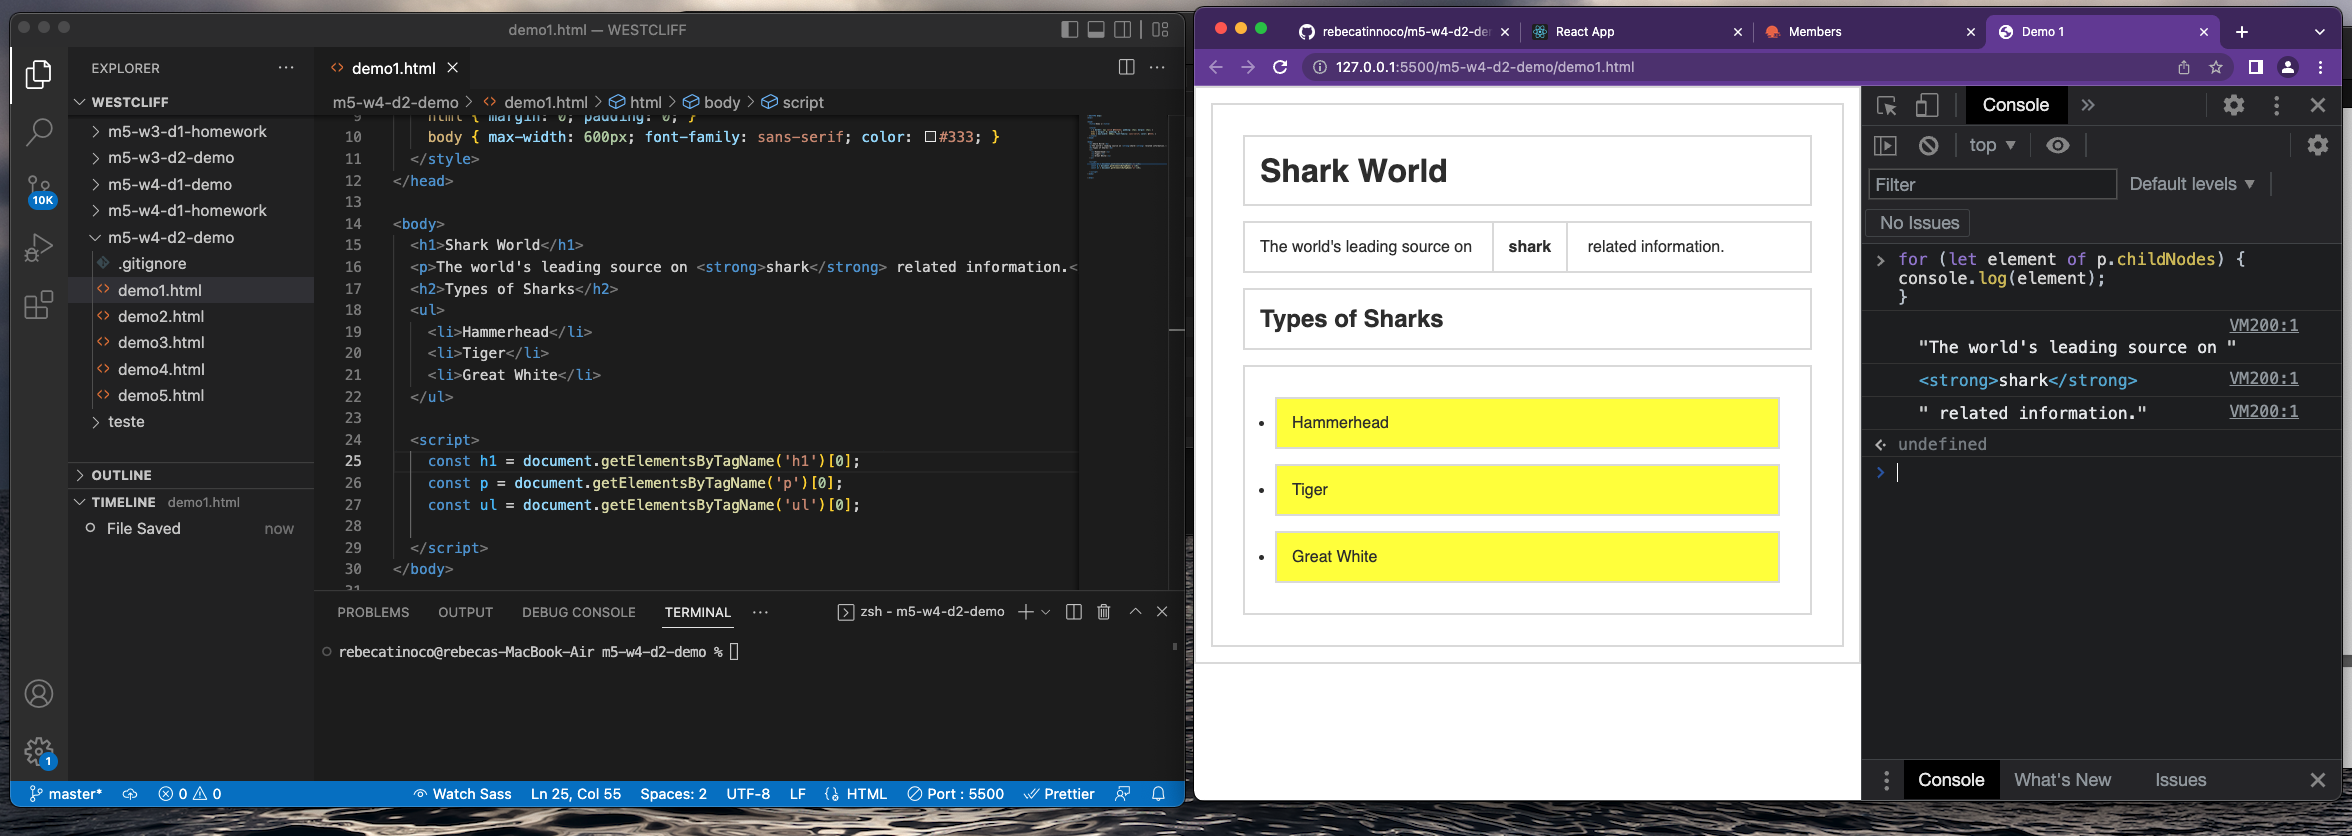 demo1.html — WESTCLIFF
EXPLORER
WESTCLIFF
m5-w3-d1-homework
m5-w3-d2-demo
m5-w4-d1-demo
m5-w4-d1-homework
m5-w4-d2-demo
.gitignore
demo1.html
demo2.html
demo3.html
demo4.html
demo5.html
teste
OUTLINE
TIMELINE demo1.html
File Saved now
10K
1
demo1.html
m5-w4-d2-demo > demo1.html > html > body > script
9 html { margin: 0; padding: 0; }
10 body { max-width: 600px; font-family: sans-serif; color: #333; }
11 </style>
12 </head>
13
14 <body>
15 <h1>Shark World</h1>
16 <p>The world's leading source on <strong>shark</strong> related information.<
17 <h2>Types of Sharks</h2>
18 <ul>
19 <li>Hammerhead</li>
20 <li>Tiger</li>
21 <li>Great White</li>
22 </ul>
23
24 <script>
25 const h1 = document.getElementsByTagName('h1')[0];
26 const p = document.getElementsByTagName('p')[0];
27 const ul = document.getElementsByTagName('ul')[0];
28
29 </script>
30 </body>
31
PROBLEMS OUTPUT DEBUG CONSOLE TERMINAL
zsh - m5-w4-d2-demo
rebecatinoco@rebecas-MacBook-Air m5-w4-d2-demo %
master* 0 0 Watch Sass Ln 25, Col 55 Spaces: 2 UTF-8 LF HTML Port : 5500 Prettier
rebecatinnoco/m5-w4-d2-de
React App
Members
Demo 1
127.0.0.1:5500/m5-w4-d2-demo/demo1.html
Shark World
The world's leading source on shark related information.
Types of Sharks
Hammerhead
Tiger
Great White
Console
top
Filter Default levels
No Issues
for (let element of p.childNodes) {
console.log(element);
}
VM200:1
"The world's leading source on "
<strong>shark</strong> VM200:1
" related information." VM200:1
undefined
Console What's New Issues